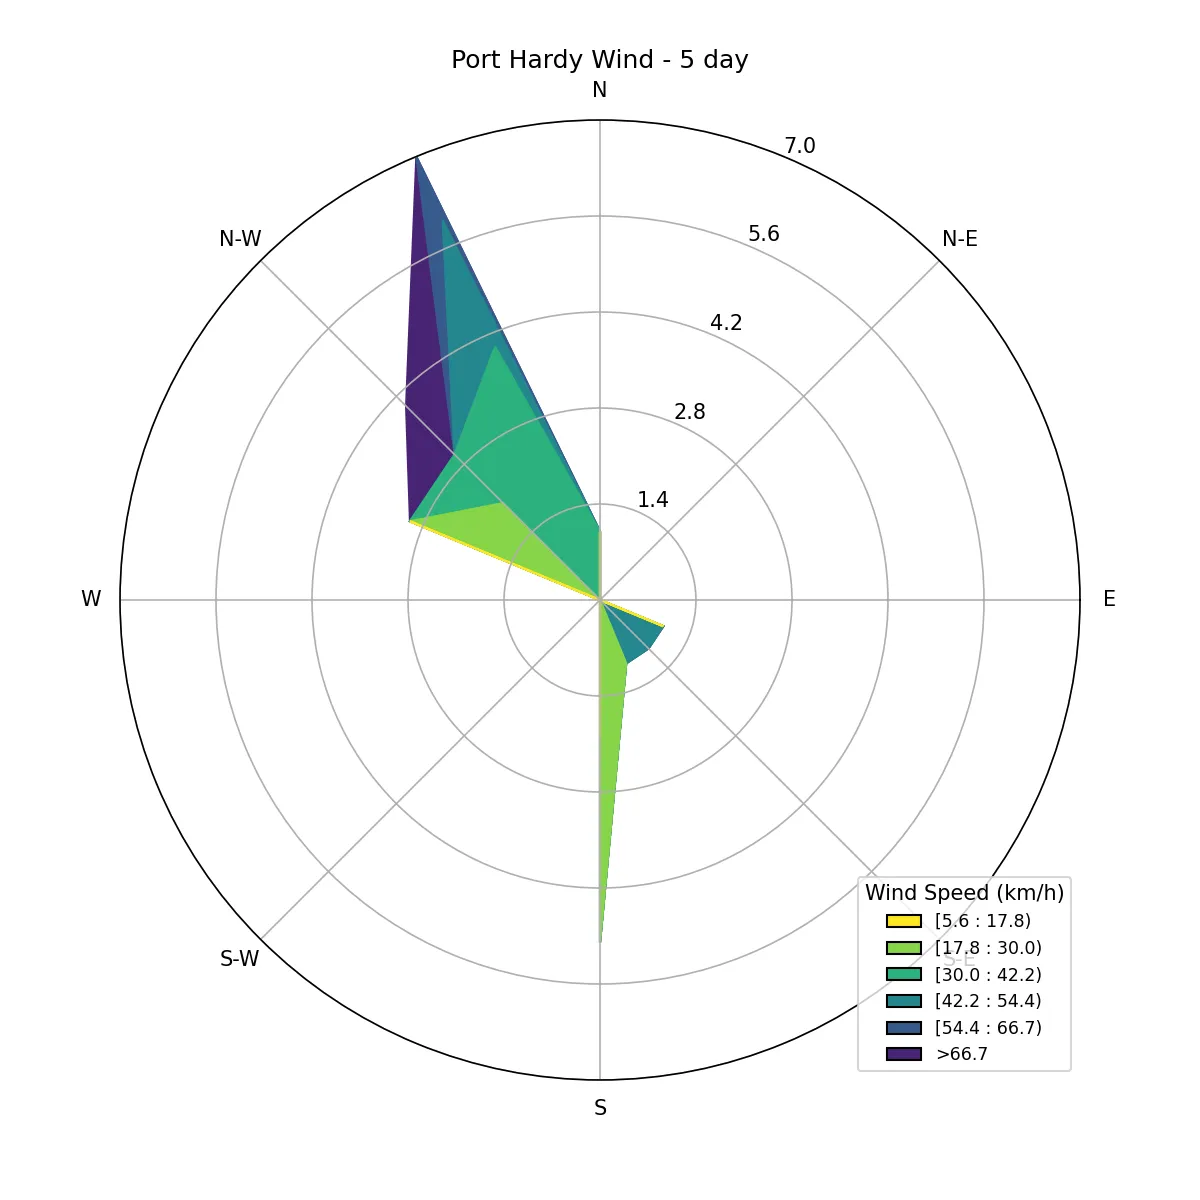 Port Hardy Wind - 5 day
N
7.0
N-W
N-E
5.6
4.2
2.8
1.4
W
E
Wind Speed (km/h)
[5.6 : 17.8)
[17.8 : 30.0)
S-W
S-E
[30.0 : 42.2)
[42.2 : 54.4)
[54.4 : 66.7)
>66.7
S